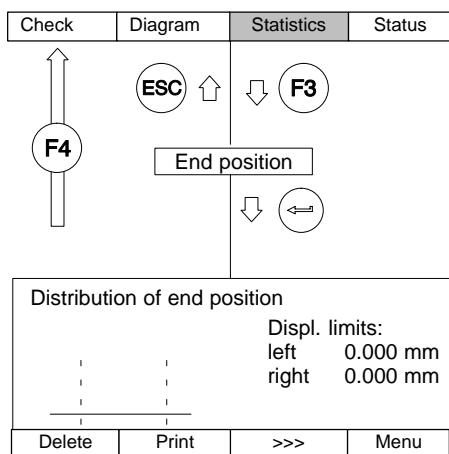 Check Diagram Statistics Status
ESC F3
F4
End position
Distribution of end position
Displ. limits:
left 0.000 mm
right 0.000 mm
Delete Print >>> Menu